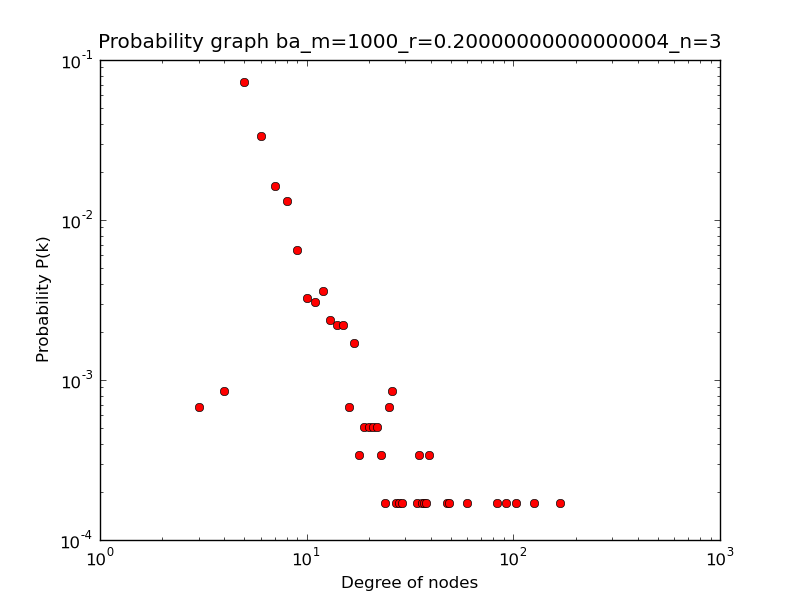 Probability graph ba_m=1000_r=0.20000000000000004_n=3
10^-1
10^-2
10^-3
10^-4
Probability P(k)
10^0 10^1 10^2 10^3
Degree of nodes